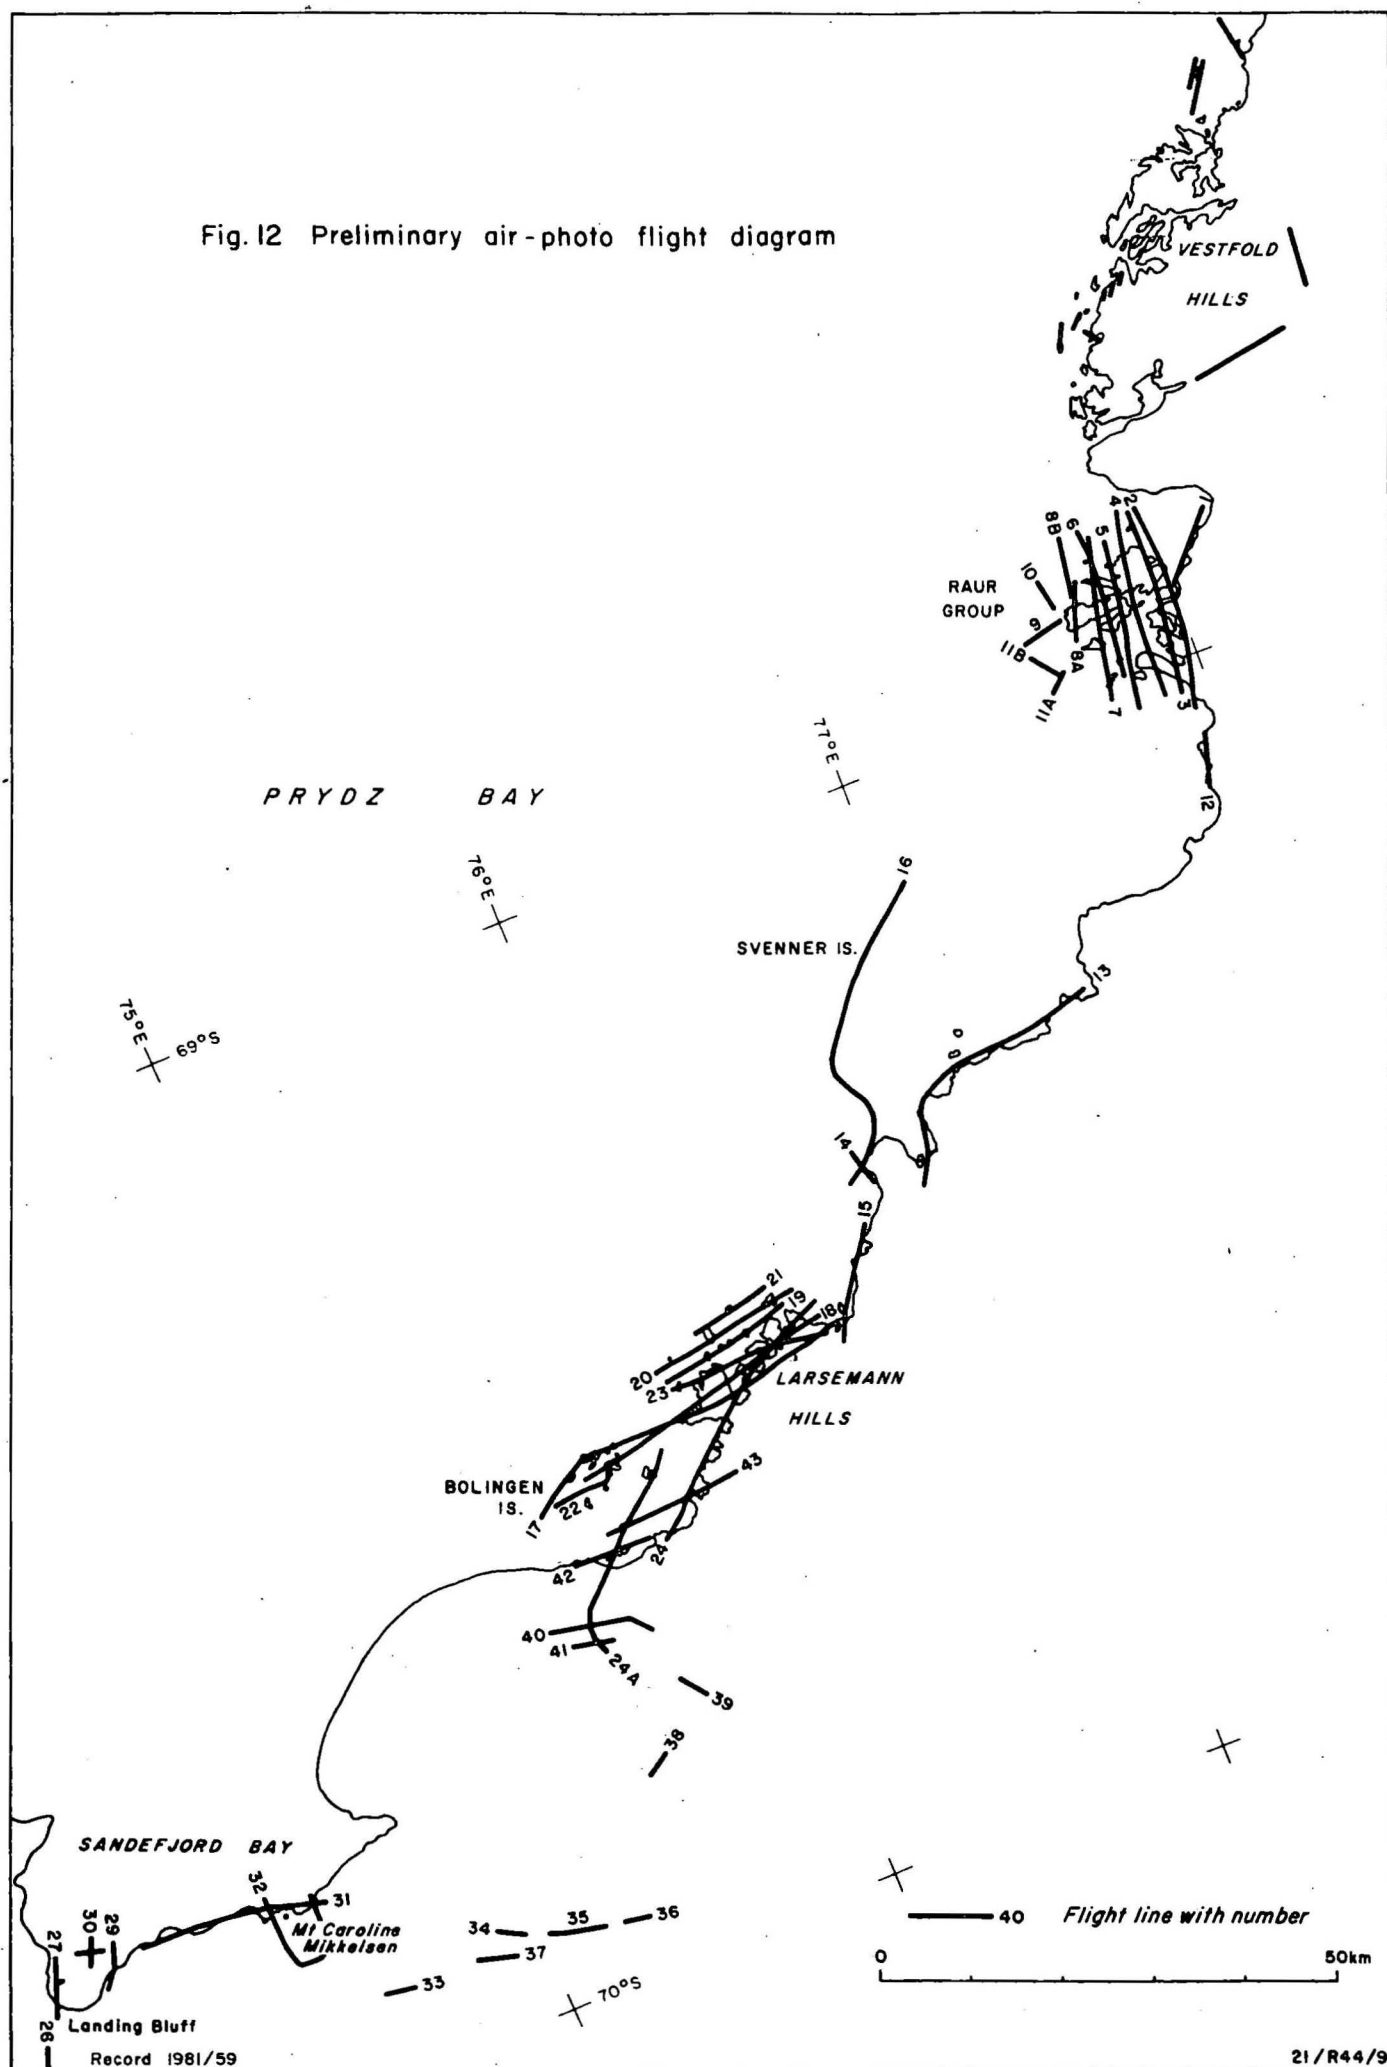 Fig. 12 Preliminary air-photo flight diagram
VESTFOLD
HILLS
1
2
4
5
6
8B
10
RAUR
GROUP
9
11B
8A
11A
7
3
77°E
12
PRYDZ BAY
76°E
16
SVENNER IS.
13
75°E
69°S
14
15
21
19
18
20
23
LARSEMANN
HILLS
43
BOLINGEN
IS.
22
17
24
42
40
41
24A
39
38
SANDEFJORD BAY
32
31
Mt Caroline
Mikkelsen
27
30
29
34
35
36
37
33
40 Flight line with number
0 50km
70°S
Landing Bluff
26
Record 1981/59
21/R44/9